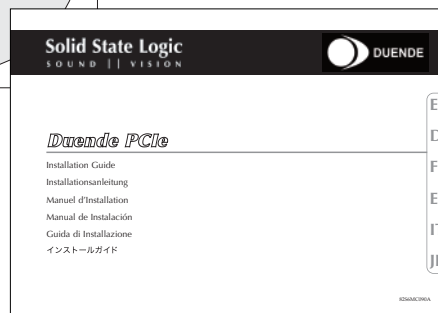 Solid State Logic
SOUND || VISION
DUENDE
Duende PCIe
Installation Guide
Installationsanleitung
Manuel d'Installation
Manual de Instalación
Guida di Installazione
インストールガイド
E
D
F
E
IT
82S6MC090A